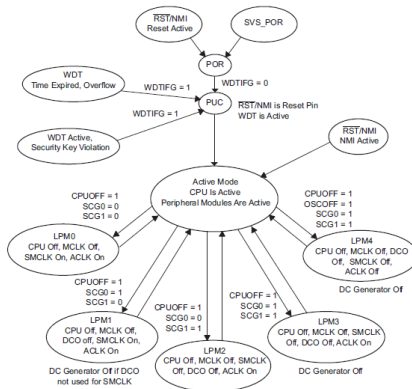 RST/NMI
Reset Active
SVS_POR
POR
WDT
Time Expired, Overflow
WDTIFG = 0
WDTIFG = 1
PUC
RST/NMI is Reset Pin
WDT is Active
WDTIFG = 1
WDT Active,
Security Key Violation
RST/NMI
NMI Active
Active Mode
CPU Is Active
Peripheral Modules Are Active
CPUOFF = 1
SCG0 = 0
SCG1 = 0
CPUOFF = 1
OSCOFF = 1
SCG0 = 1
SCG1 = 1
LPM0
CPU Off, MCLK Off,
SMCLK On, ACLK On
LPM4
CPU Off, MCLK Off, DCO
Off, SMCLK Off,
ACLK Off
DC Generator Off
CPUOFF = 1
SCG0 = 1
SCG1 = 0
CPUOFF = 1
SCG0 = 0
SCG1 = 1
CPUOFF = 1
SCG0 = 1
SCG1 = 1
LPM1
CPU Off, MCLK Off,
DCO off, SMCLK On,
ACLK On
DC Generator Off if DCO
not used for SMCLK
LPM2
CPU Off, MCLK Off, SMCLK
Off, DCO Off, ACLK On
LPM3
CPU Off, MCLK Off, SMCLK
Off, DCO Off, ACLK On
DC Generator Off